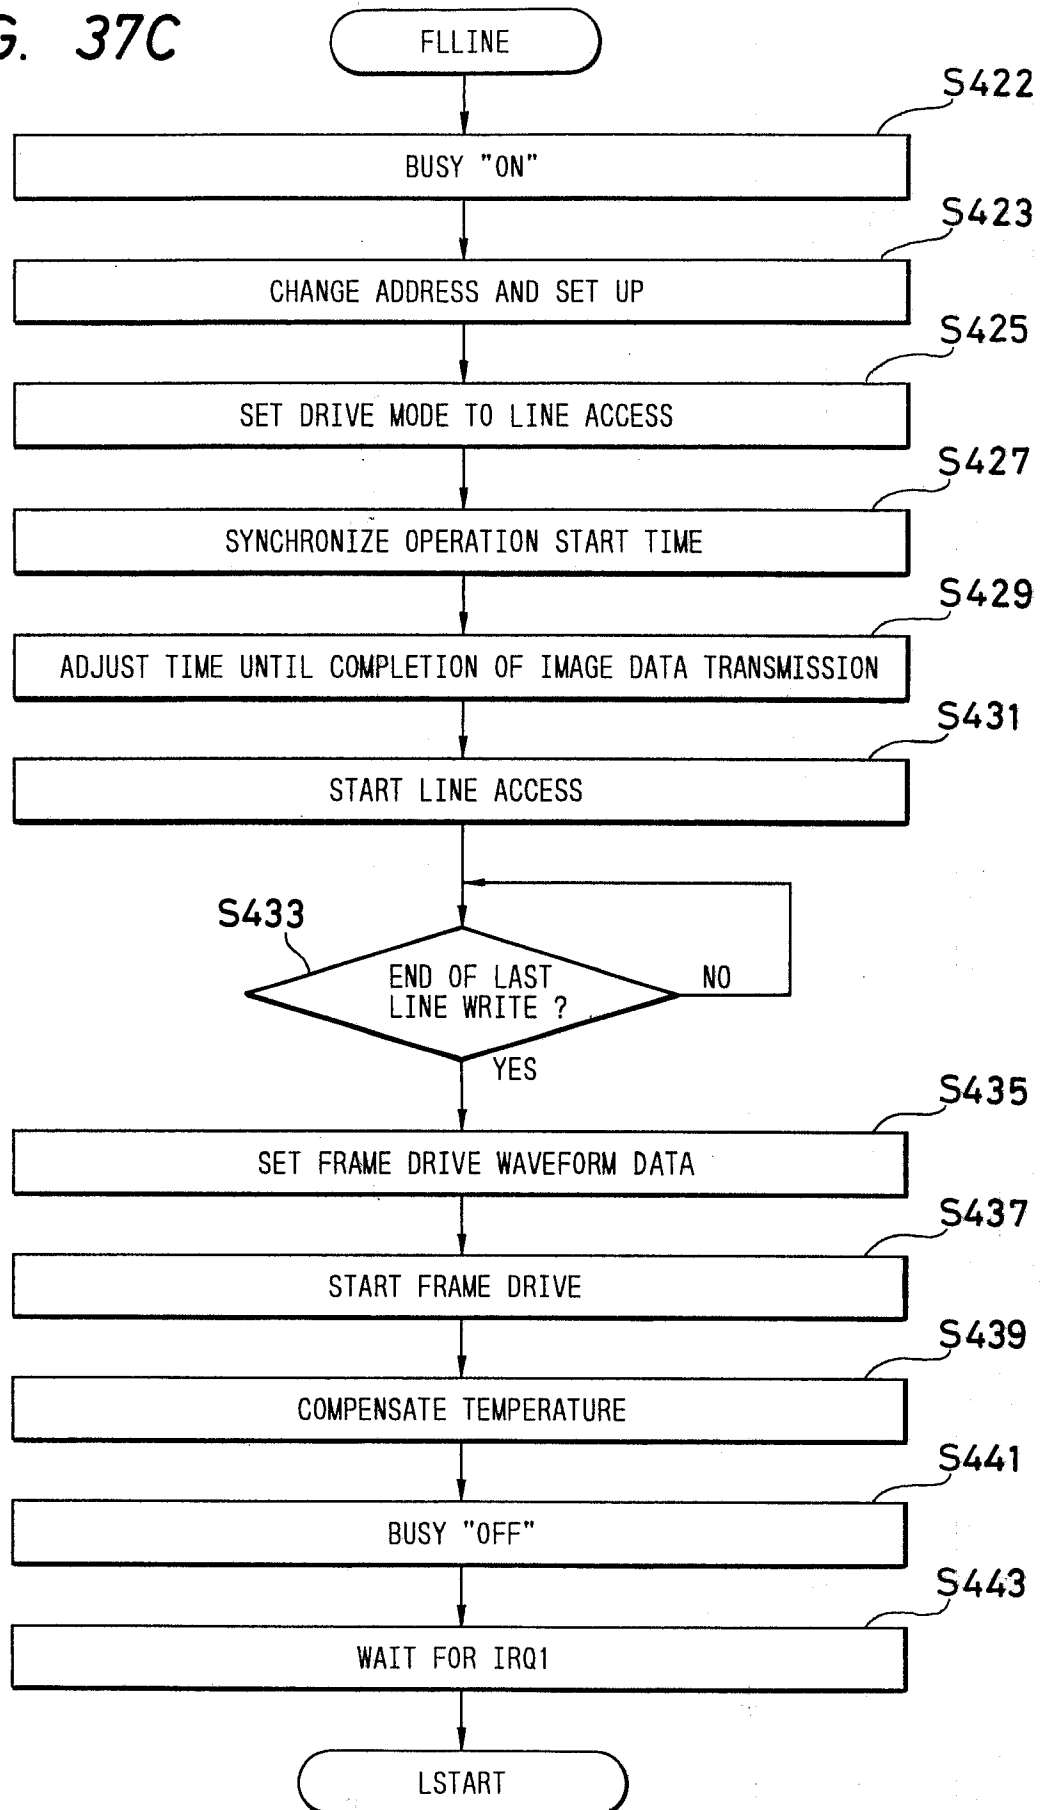 G. 37C
FLLINE
S422
BUSY "ON"
S423
CHANGE ADDRESS AND SET UP
S425
SET DRIVE MODE TO LINE ACCESS
S427
SYNCHRONIZE OPERATION START TIME
S429
ADJUST TIME UNTIL COMPLETION OF IMAGE DATA TRANSMISSION
S431
START LINE ACCESS
S433
END OF LAST
LINE WRITE ?
NO
YES
S435
SET FRAME DRIVE WAVEFORM DATA
S437
START FRAME DRIVE
S439
COMPENSATE TEMPERATURE
S441
BUSY "OFF"
S443
WAIT FOR IRQ1
LSTART